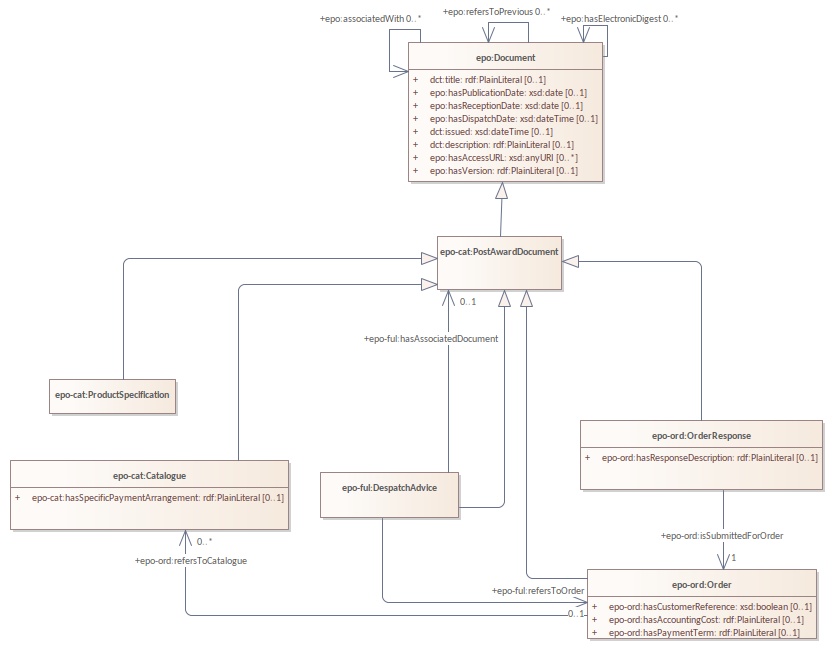 +epo:refersToPrevious 0..*
+epo:associatedWith 0..*
+epo:hasElectronicDigest 0..*
epo:Document
+ dct:title: rdf:PlainLiteral [0..1]
+ epo:hasPublicationDate: xsd:date [0..1]
+ epo:hasReceptionDate: xsd:date [0..1]
+ epo:hasDispatchDate: xsd:dateTime [0..1]
+ dct:issued: xsd:dateTime [0..1]
+ dct:description: rdf:PlainLiteral [0..1]
+ epo:hasAccessURL: xsd:anyURI [0..*]
+ epo:hasVersion: rdf:PlainLiteral [0..1]
epo-cat:PostAwardDocument
0..1
+epo-ful:hasAssociatedDocument
epo-cat:ProductSpecification
epo-ord:OrderResponse
+ epo-ord:hasResponseDescription: rdf:PlainLiteral [0..1]
epo-cat:Catalogue
+ epo-cat:hasSpecificPaymentArrangement: rdf:PlainLiteral [0..1]
epo-ful:DespatchAdvice
0..*
+epo-ord:refersToCatalogue
+epo-ord:isSubmittedForOrder
1
+epo-ful:refersToOrder
0..1
epo-ord:Order
+ epo-ord:hasCustomerReference: xsd:boolean [0..1]
+ epo-ord:hasAccountingCost: rdf:PlainLiteral [0..1]
+ epo-ord:hasPaymentTerm: rdf:PlainLiteral [0..1]